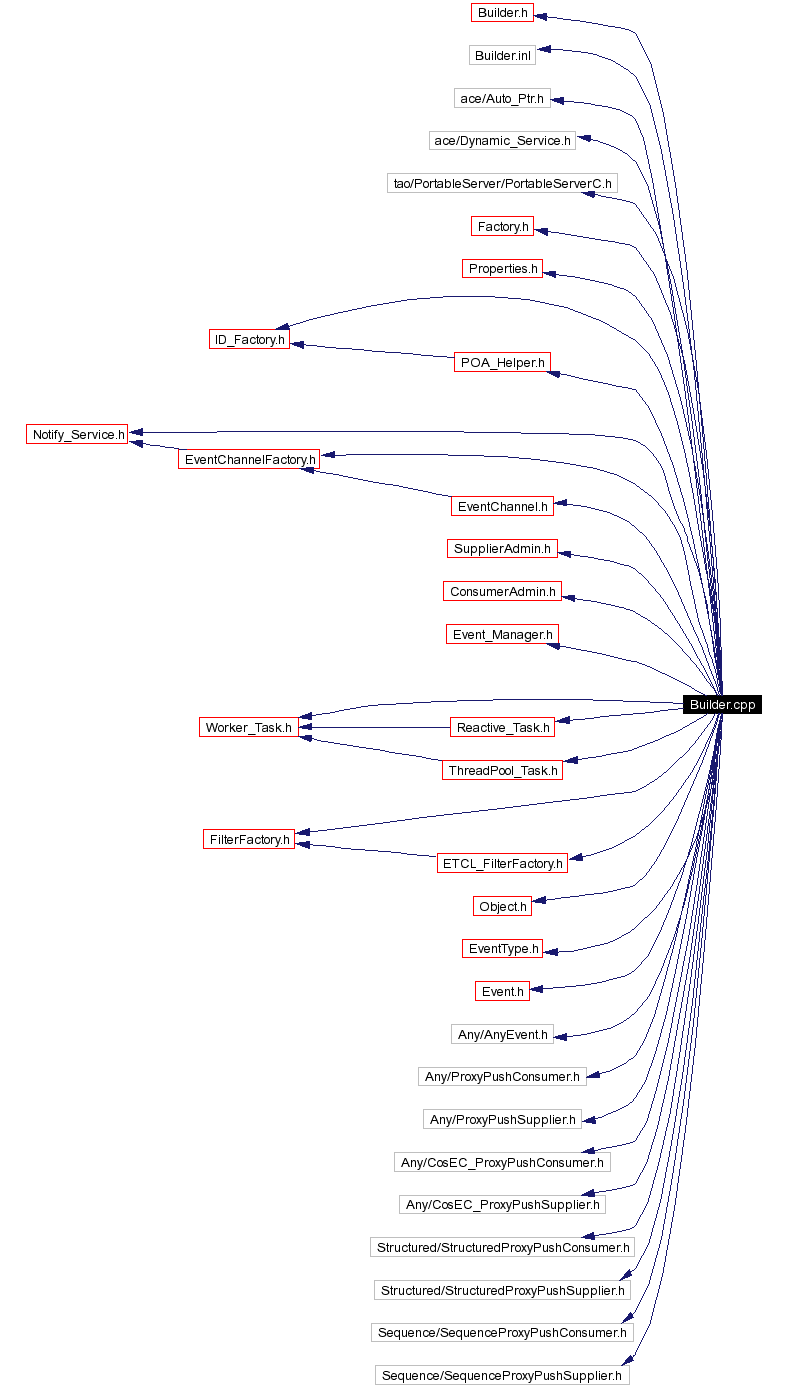 Builder.h
Builder.inl
ace/Auto_Ptr.h
ace/Dynamic_Service.h
tao/PortableServer/PortableServerC.h
Factory.h
Properties.h
ID_Factory.h
POA_Helper.h
Notify_Service.h
EventChannelFactory.h
EventChannel.h
SupplierAdmin.h
ConsumerAdmin.h
Event_Manager.h
Builder.cpp
Worker_Task.h
Reactive_Task.h
ThreadPool_Task.h
FilterFactory.h
ETCL_FilterFactory.h
Object.h
EventType.h
Event.h
Any/AnyEvent.h
Any/ProxyPushConsumer.h
Any/ProxyPushSupplier.h
Any/CosEC_ProxyPushConsumer.h
Any/CosEC_ProxyPushSupplier.h
Structured/StructuredProxyPushConsumer.h
Structured/StructuredProxyPushSupplier.h
Sequence/SequenceProxyPushConsumer.h
Sequence/SequenceProxyPushSupplier.h